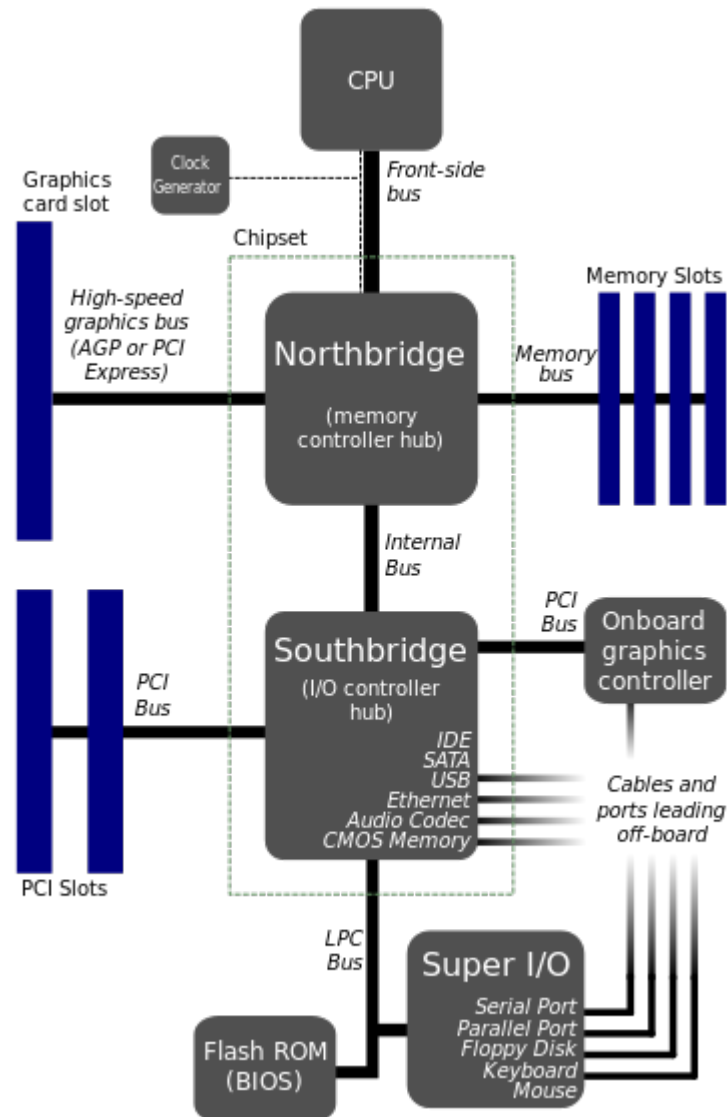 CPU
Clock
Generator
Front-side
bus
Graphics
card slot
Chipset
High-speed
graphics bus
(AGP or PCI
Express)
Northbridge
(memory
controller hub)
Memory Slots
Memory
bus
Internal
Bus
PCI
Bus
Onboard
graphics
controller
Southbridge
(I/O controller
hub)
PCI
Bus
IDE
SATA
USB
Ethernet
Audio Codec
CMOS Memory
Cables and
ports leading
off-board
PCI Slots
LPC
Bus
Super I/O
Serial Port
Parallel Port
Floppy Disk
Keyboard
Mouse
Flash ROM
(BIOS)